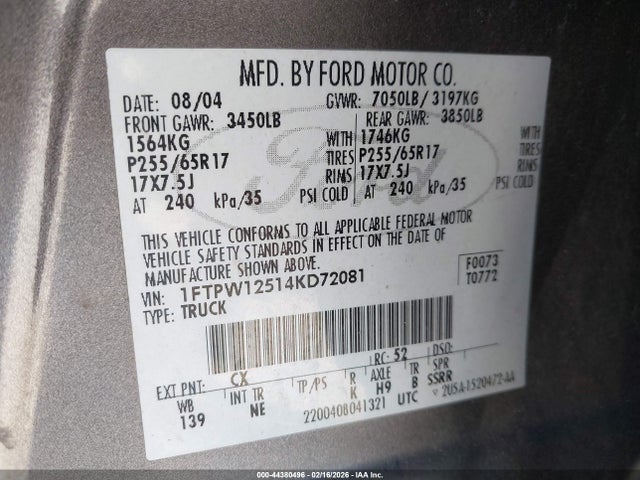 MFD. BY FORD MOTOR CO.
DATE: 08/04 GVWR: 7050LB/ 3197KG
FRONT GAWR: 3450LB REAR GAWR: 3850LB
1564KG WITH 1746KG WITH
P255/65R17 TIRES P255/65R17 TIRES
17X7.5J RIMS 17X7.5J RIMS
AT 240 kPa/35 PSI COLD AT 240 kPa/35 PSI COLD
Ford
THIS VEHICLE CONFORMS TO ALL APPLICABLE FEDERAL MOTOR
VEHICLE SAFETY STANDARDS IN EFFECT ON THE DATE OF
MANUFACTURE SHOWN ABOVE.
VIN: 1FTPW12514KD72081 F0073
TYPE: TRUCK T0772
EXT PNT: CX RC: 52 DSO:
WB INT TR TP/PS R AXLE TR SPR
139 NE K H9 B SSRR
2200408041321 UTC ▽ 2U5A-1520472-AA
000-44380496 - 02/16/2026 - IAA Inc.